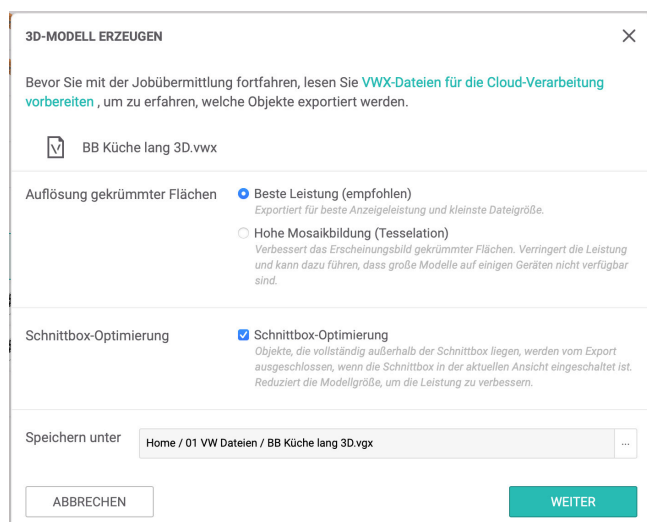 3D-MODELL ERZEUGEN
Bevor Sie mit der Jobübermittlung fortfahren, lesen Sie VWX-Dateien für die Cloud-Verarbeitung
vorbereiten , um zu erfahren, welche Objekte exportiert werden.
BB Küche lang 3D.vwx
Auflösung gekrümmter Flächen
Beste Leistung (empfohlen)
Exportiert für beste Anzeigeleistung und kleinste Dateigröße.
Hohe Mosaikbildung (Tesselation)
Verbessert das Erscheinungsbild gekrümmter Flächen. Verringert die Leistung
und kann dazu führen, dass große Modelle auf einigen Geräten nicht verfügbar
sind.
Schnittbox-Optimierung
Schnittbox-Optimierung
Objekte, die vollständig außerhalb der Schnittbox liegen, werden vom Export
ausgeschlossen, wenn die Schnittbox in der aktuellen Ansicht eingeschaltet ist.
Reduziert die Modellgröße, um die Leistung zu verbessern.
Speichern unter
Home / 01 VW Dateien / BB Küche lang 3D.vgx
...
ABBRECHEN
WEITER